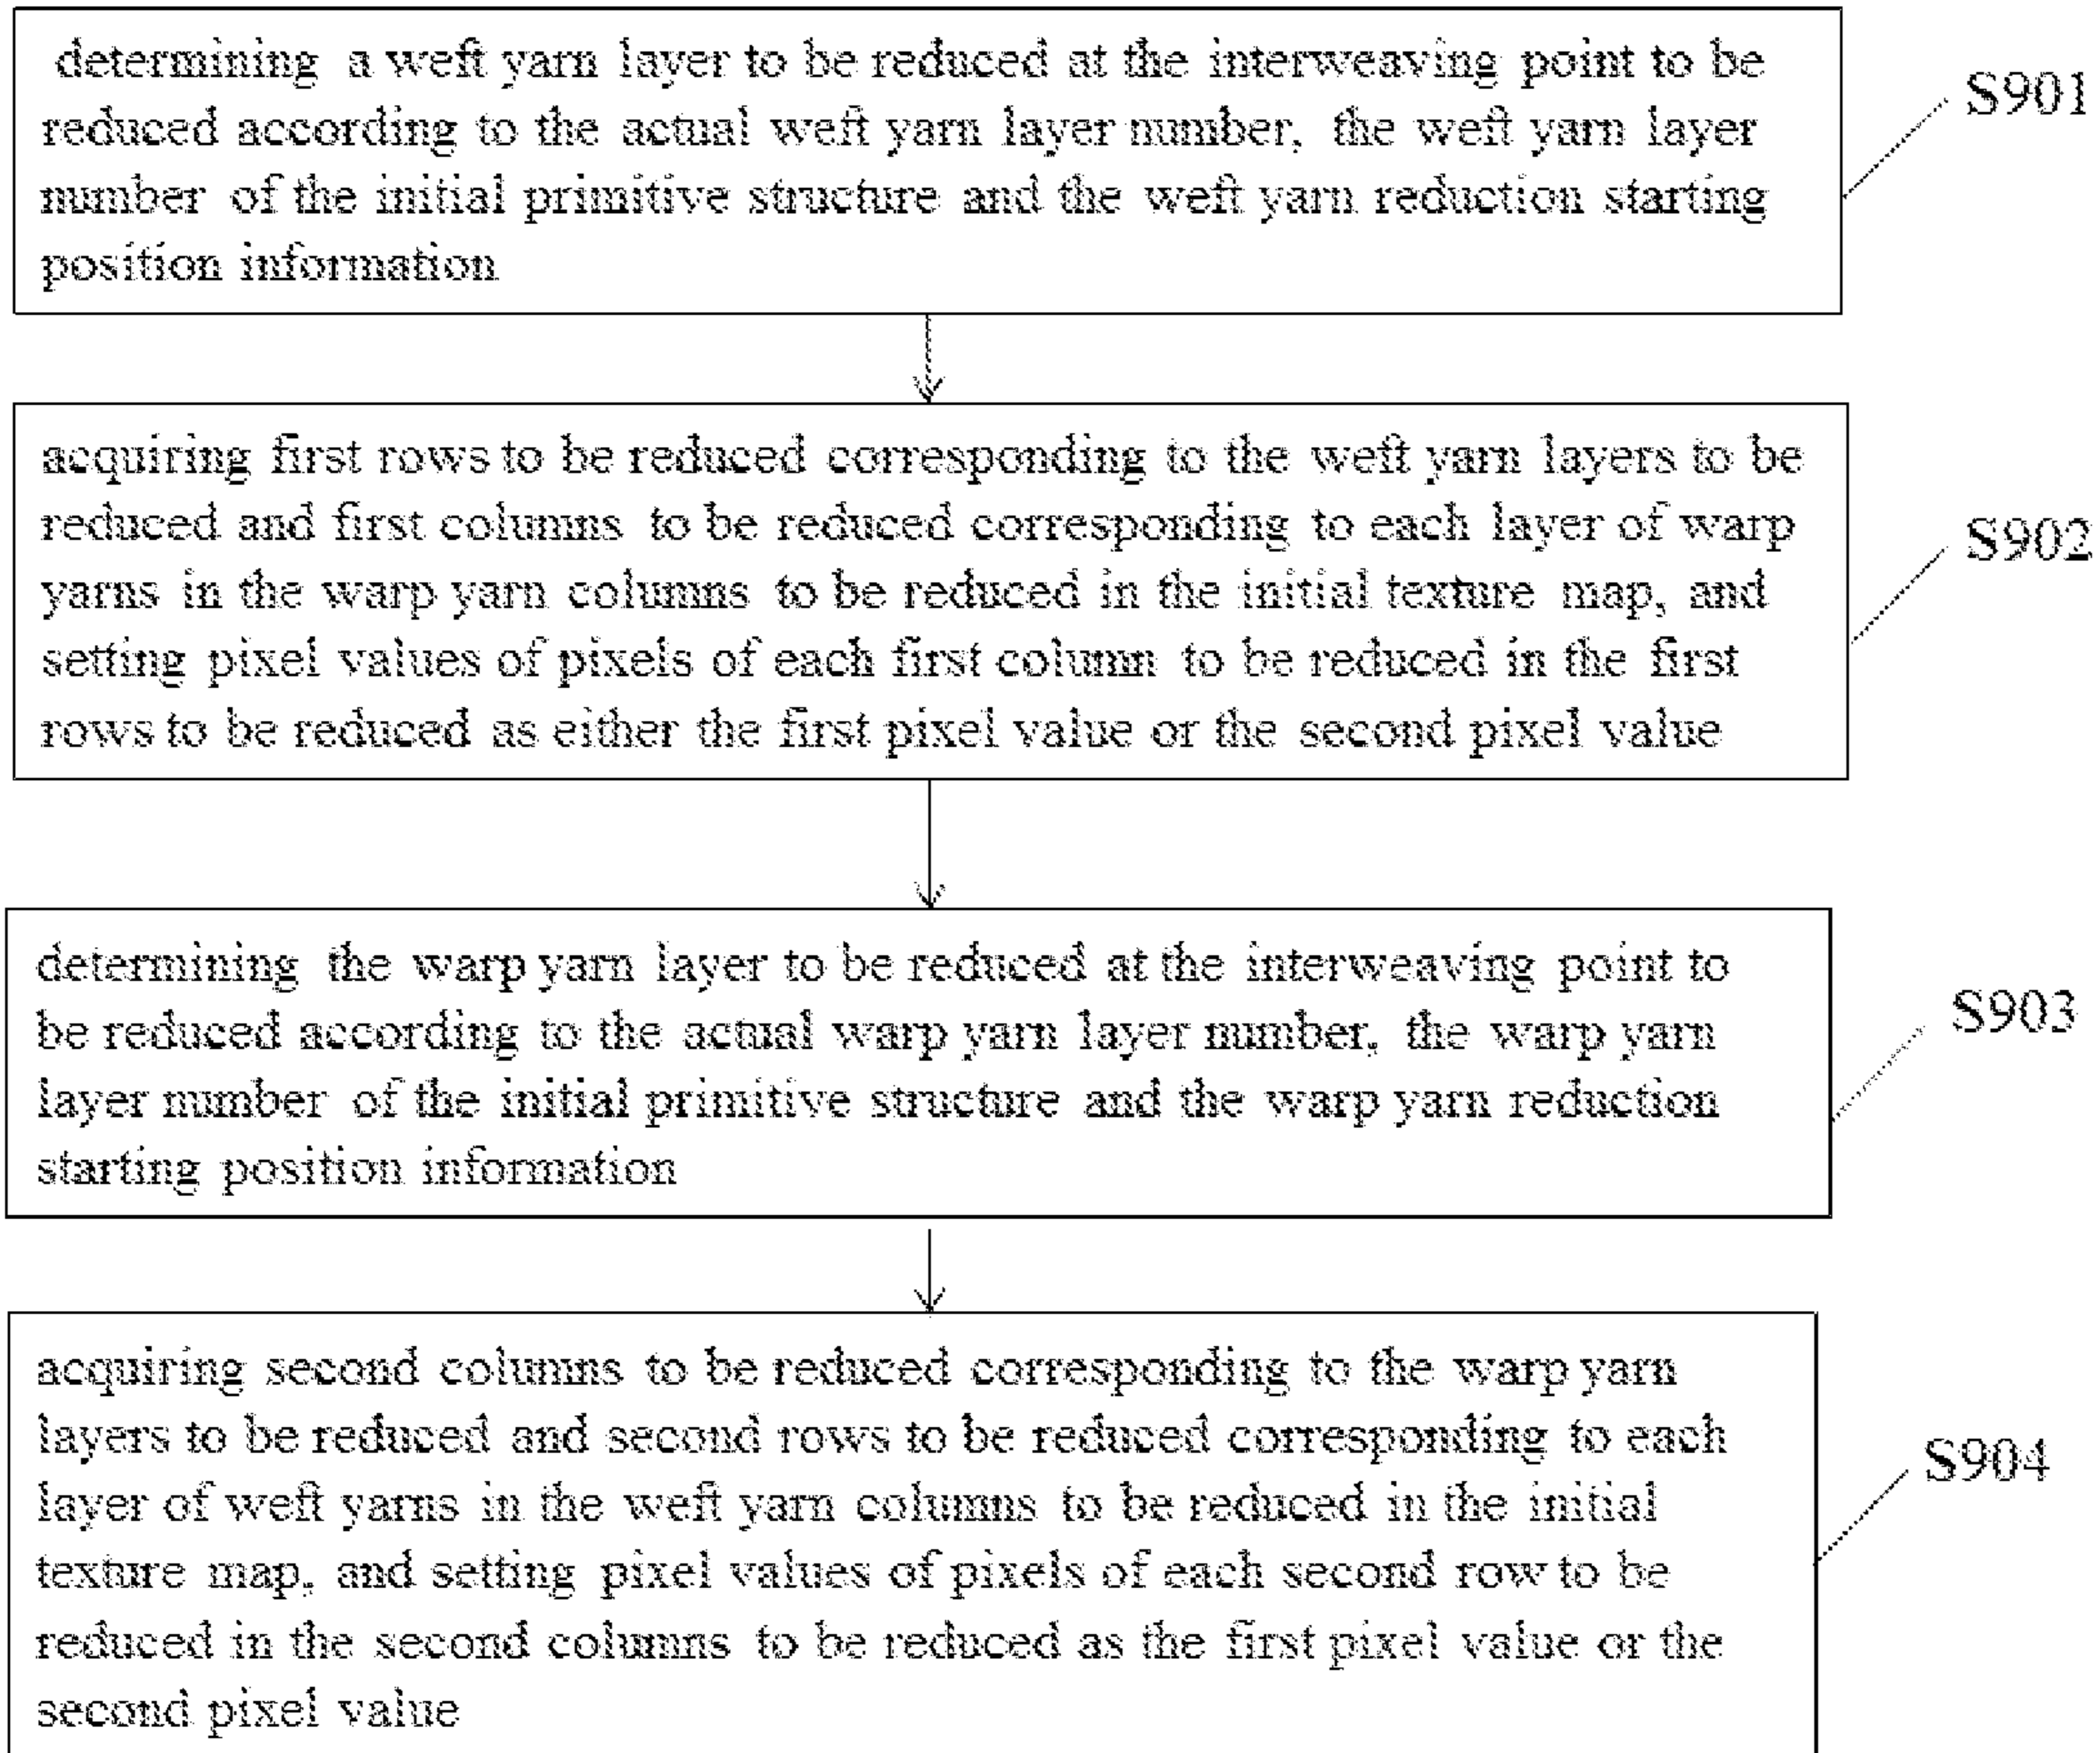 determining a weft yarn layer to be reduced at the interweaving point to be
reduced according to the actual weft yarn layer number, the weft yarn layer
number of the initial primitive structure and the weft yarn reduction starting
position information
S901
acquiring first rows to be reduced corresponding to the weft yarn layers to be
reduced and first columns to be reduced corresponding to each layer of warp
yarns in the warp yarn columns to be reduced in the initial texture map, and
setting pixel values of pixels of each first column to be reduced in the first
rows to be reduced as either the first pixel value or the second pixel value
S902
determining the warp yarn layer to be reduced at the interweaving point to
be reduced according to the actual warp yarn layer number, the warp yarn
layer number of the initial primitive structure and the warp yarn reduction
starting position information
S903
acquiring second columns to be reduced corresponding to the warp yarn
layers to be reduced and second rows to be reduced corresponding to each
layer of weft yarns in the weft yarn columns to be reduced in the initial
texture map, and setting pixel values of pixels of each second row to be
reduced in the second columns to be reduced as the first pixel value or the
second pixel value
S904